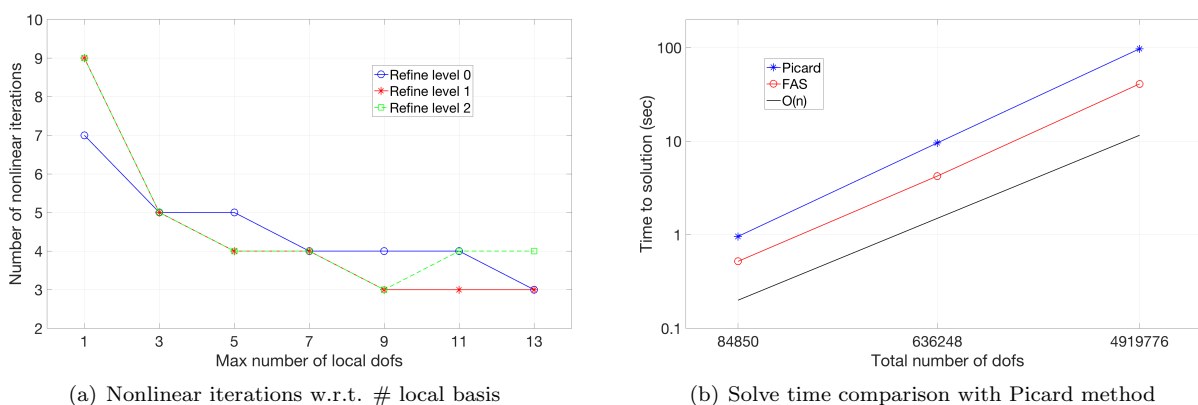 10
9
8
7
6
5
4
3
2
Number of nonlinear iterations
Refine level 0
Refine level 1
Refine level 2
1 3 5 7 9 11 13
Max number of local dofs
(a) Nonlinear iterations w.r.t. # local basis
100
10
1
0.1
Time to solution (sec)
Picard
FAS
O(n)
84850 636248 4919776
Total number of dofs
(b) Solve time comparison with Picard method